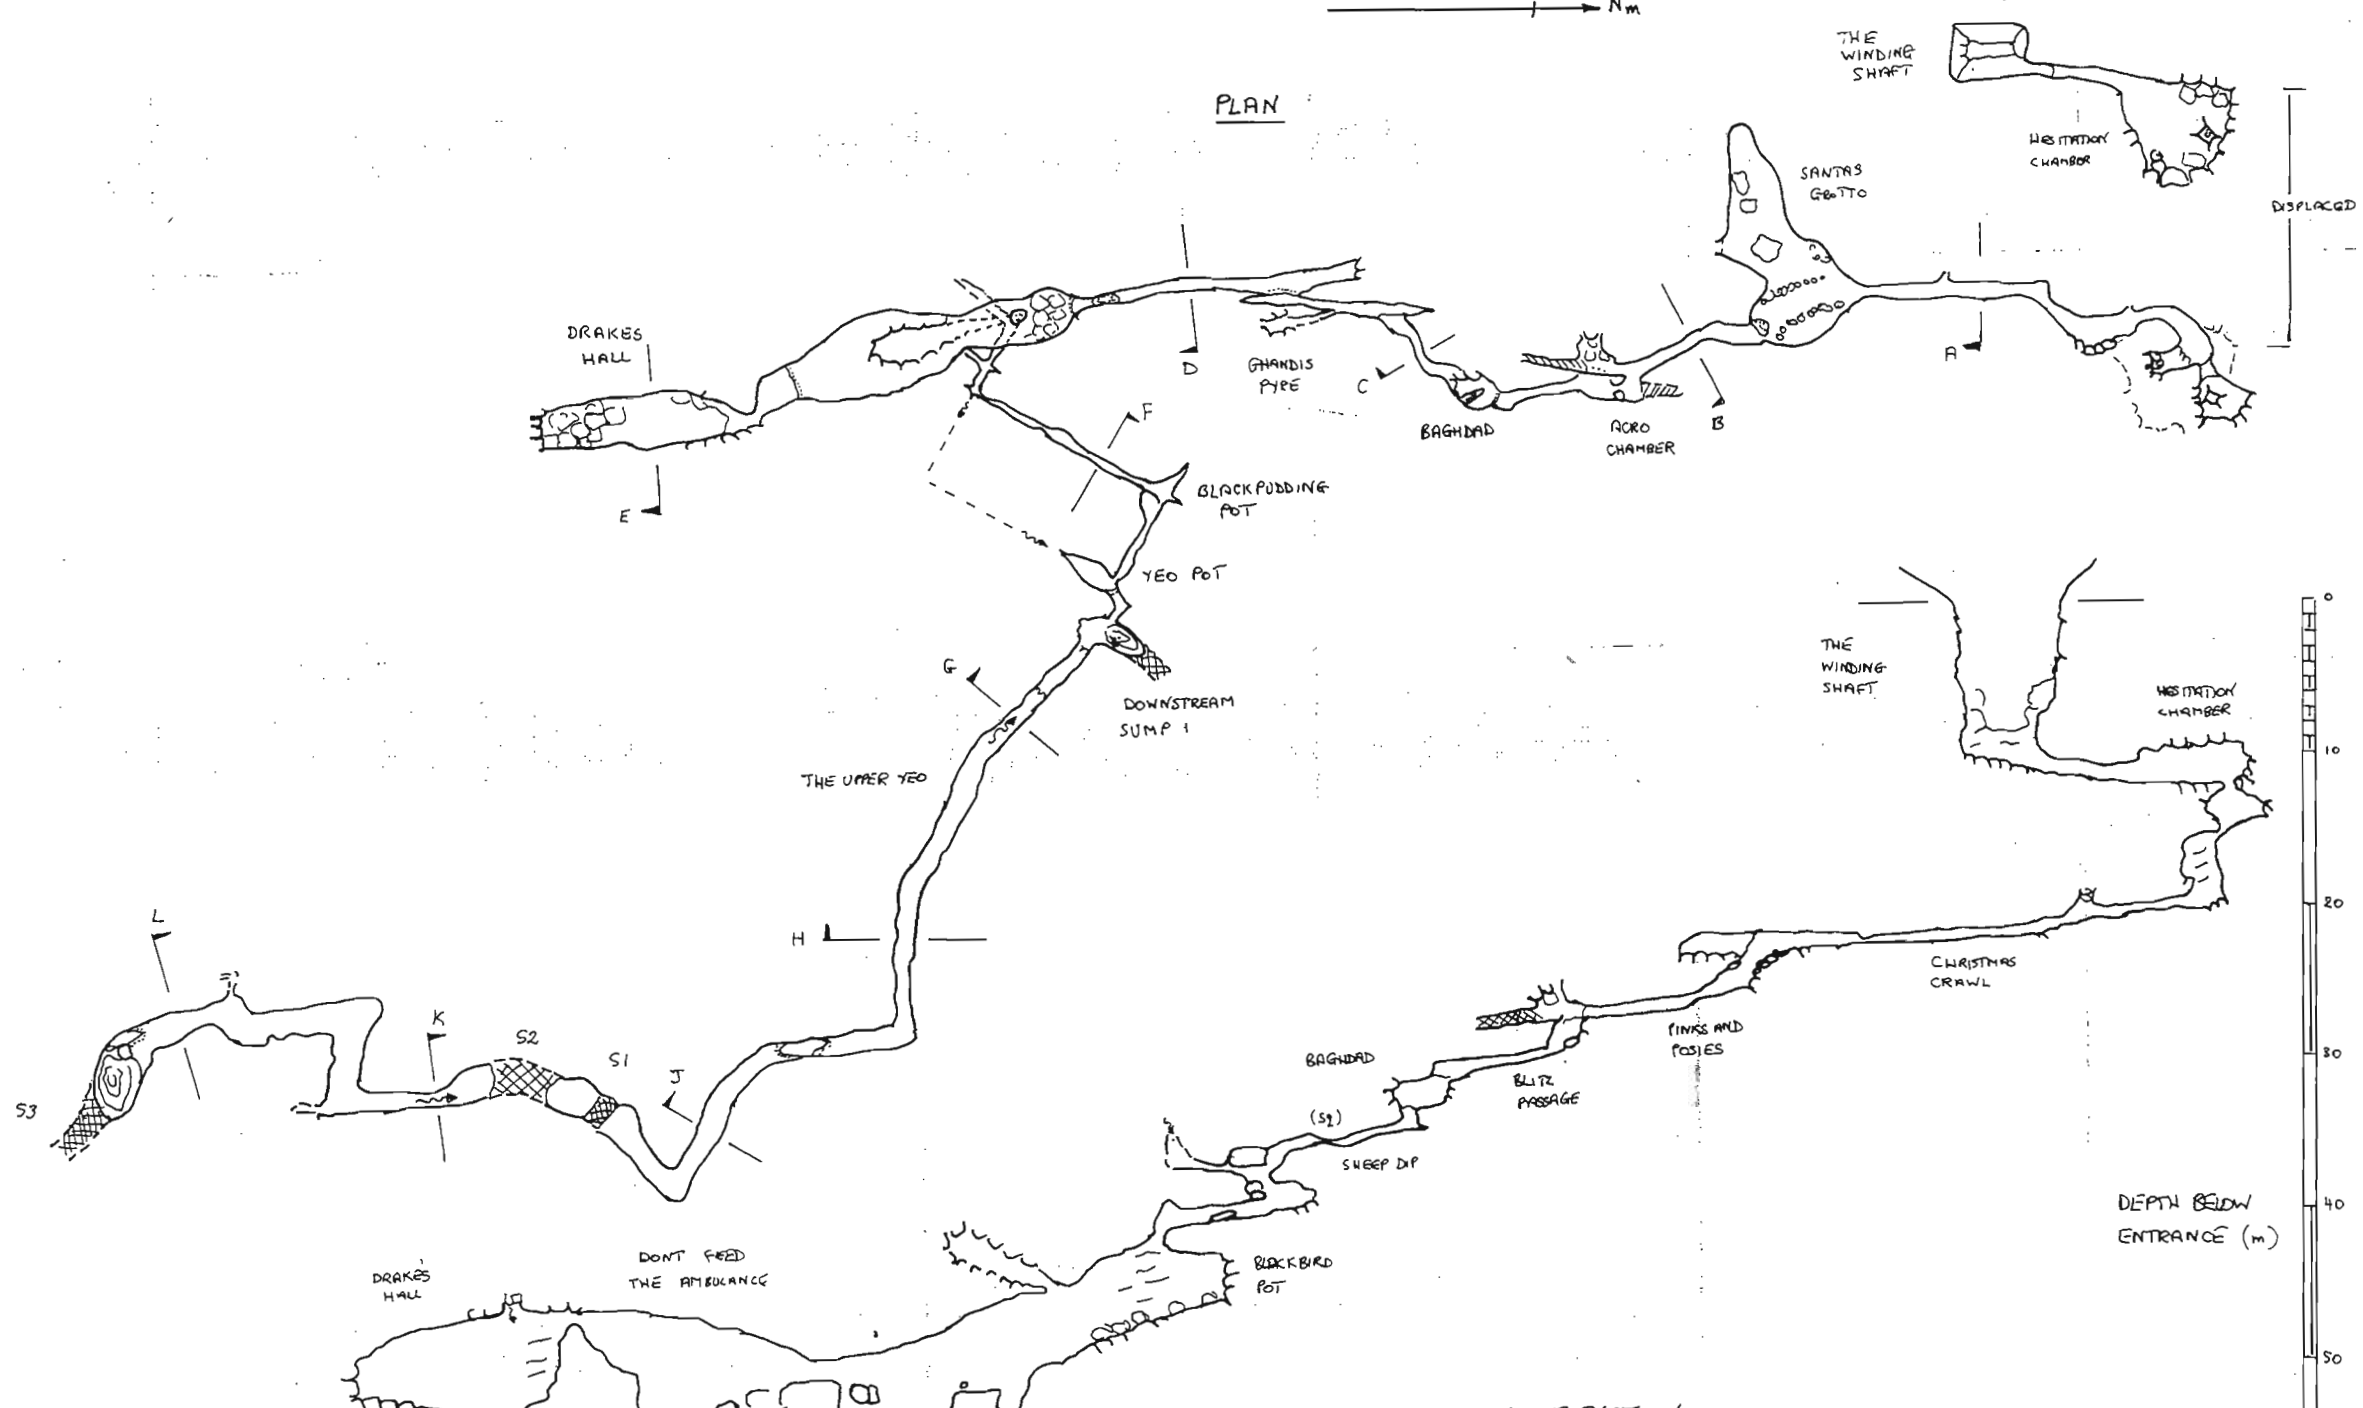 Nm
PLAN
THE
WINDING
SHAFT
HESITATION
CHAMBER
DISPLACED
SANTAS
GROTTO
DRAKES
HALL
E
D
GHANDIS
PYPE
C
BAGHDAD
ACRO
CHAMBER
B
A
F
BLACKPUDDING
POT
YEO POT
G
DOWNSTREAM
SUMP 1
THE UPPER YEO
H
L
K
S2
S1
J
S3
THE
WINDING
SHAFT
HESITATION
CHAMBER
0
10
20
30
40
50
DEPTH BELOW
ENTRANCE (m)
CHRISTMAS
CRAWL
PINKS AND
POSIES
BAGHDAD
BLITZ
PASSAGE
(Sq)
SHEEP DIP
BLACKBIRD
POT
DONT FEED
THE AMBULANCE
DRAKE'S
HALL